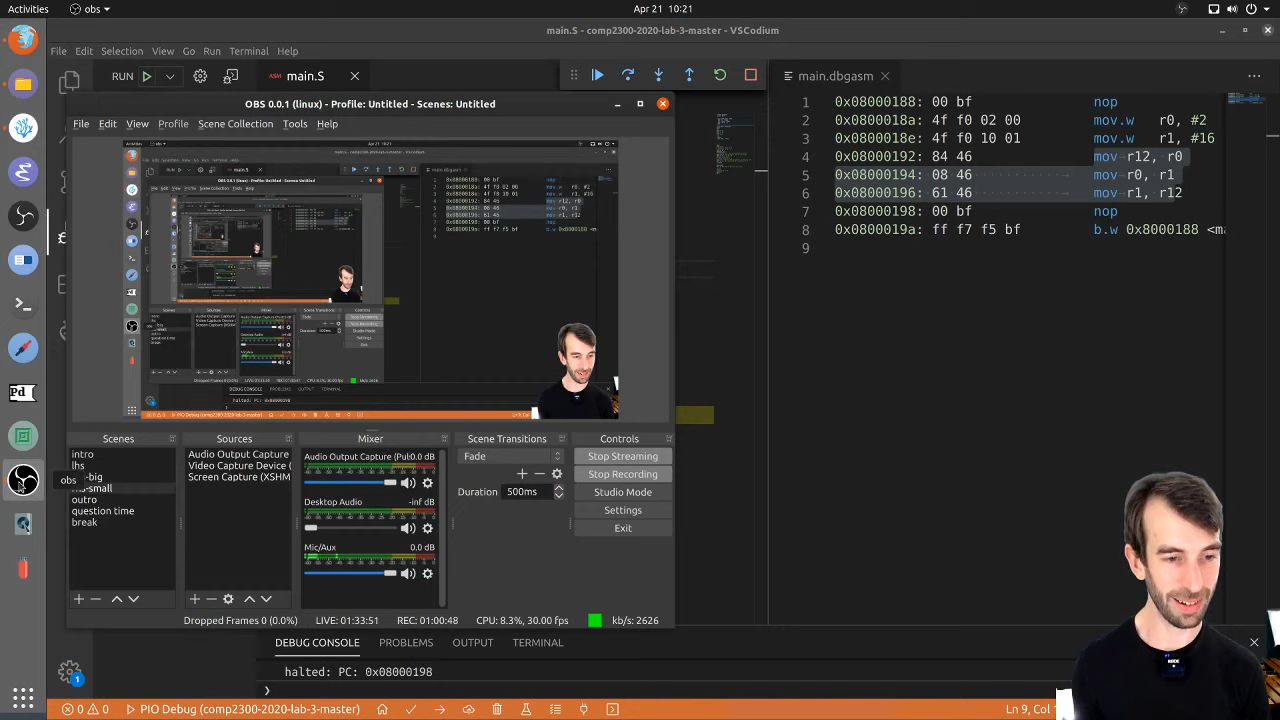 Activities
obs
Apr 21 10:21
main.S - comp2300-2020-lab-3-master - VSCodium
File Edit Selection View Go Run Terminal Help
RUN
ASM main.S
main.dbgasm
OBS 0.0.1 (linux) - Profile: Untitled - Scenes: Untitled
File Edit View Profile Scene Collection Tools Help
1 0x08000188: 00 bf nop
2 0x0800018a: 4f f0 02 00 mov.w r0, #2
3 0x0800018e: 4f f0 10 01 mov.w r1, #16
4 0x08000192: 84 46 mov r12, r0
5 0x08000194: 08 46 mov r0, r1
6 0x08000196: 61 46 mov r1, r12
7 0x08000198: 00 bf nop
8 0x0800019a: ff f7 f5 bf b.w 0x8000188 <ma
9
Scenes
intro
lhs
-big
-small
outro
question time
break
obs
Sources
Audio Output Capture
Video Capture Device (
Screen Capture (XSHM
Mixer
Audio Output Capture (Pul 0.0 dB
Desktop Audio -inf dB
Mic/Aux 0.0 dB
Scene Transitions
Fade
Duration 500ms
Controls
Stop Streaming
Stop Recording
Studio Mode
Settings
Exit
Dropped Frames 0 (0.0%) LIVE: 01:33:51 REC: 01:00:48 CPU: 8.3%, 30.00 fps kb/s: 2626
Pd
DEBUG CONSOLE PROBLEMS OUTPUT TERMINAL
halted: PC: 0x08000198
RODE
1
0 0 PIO Debug (comp2300-2020-lab-3-master)
Ln 9, Col